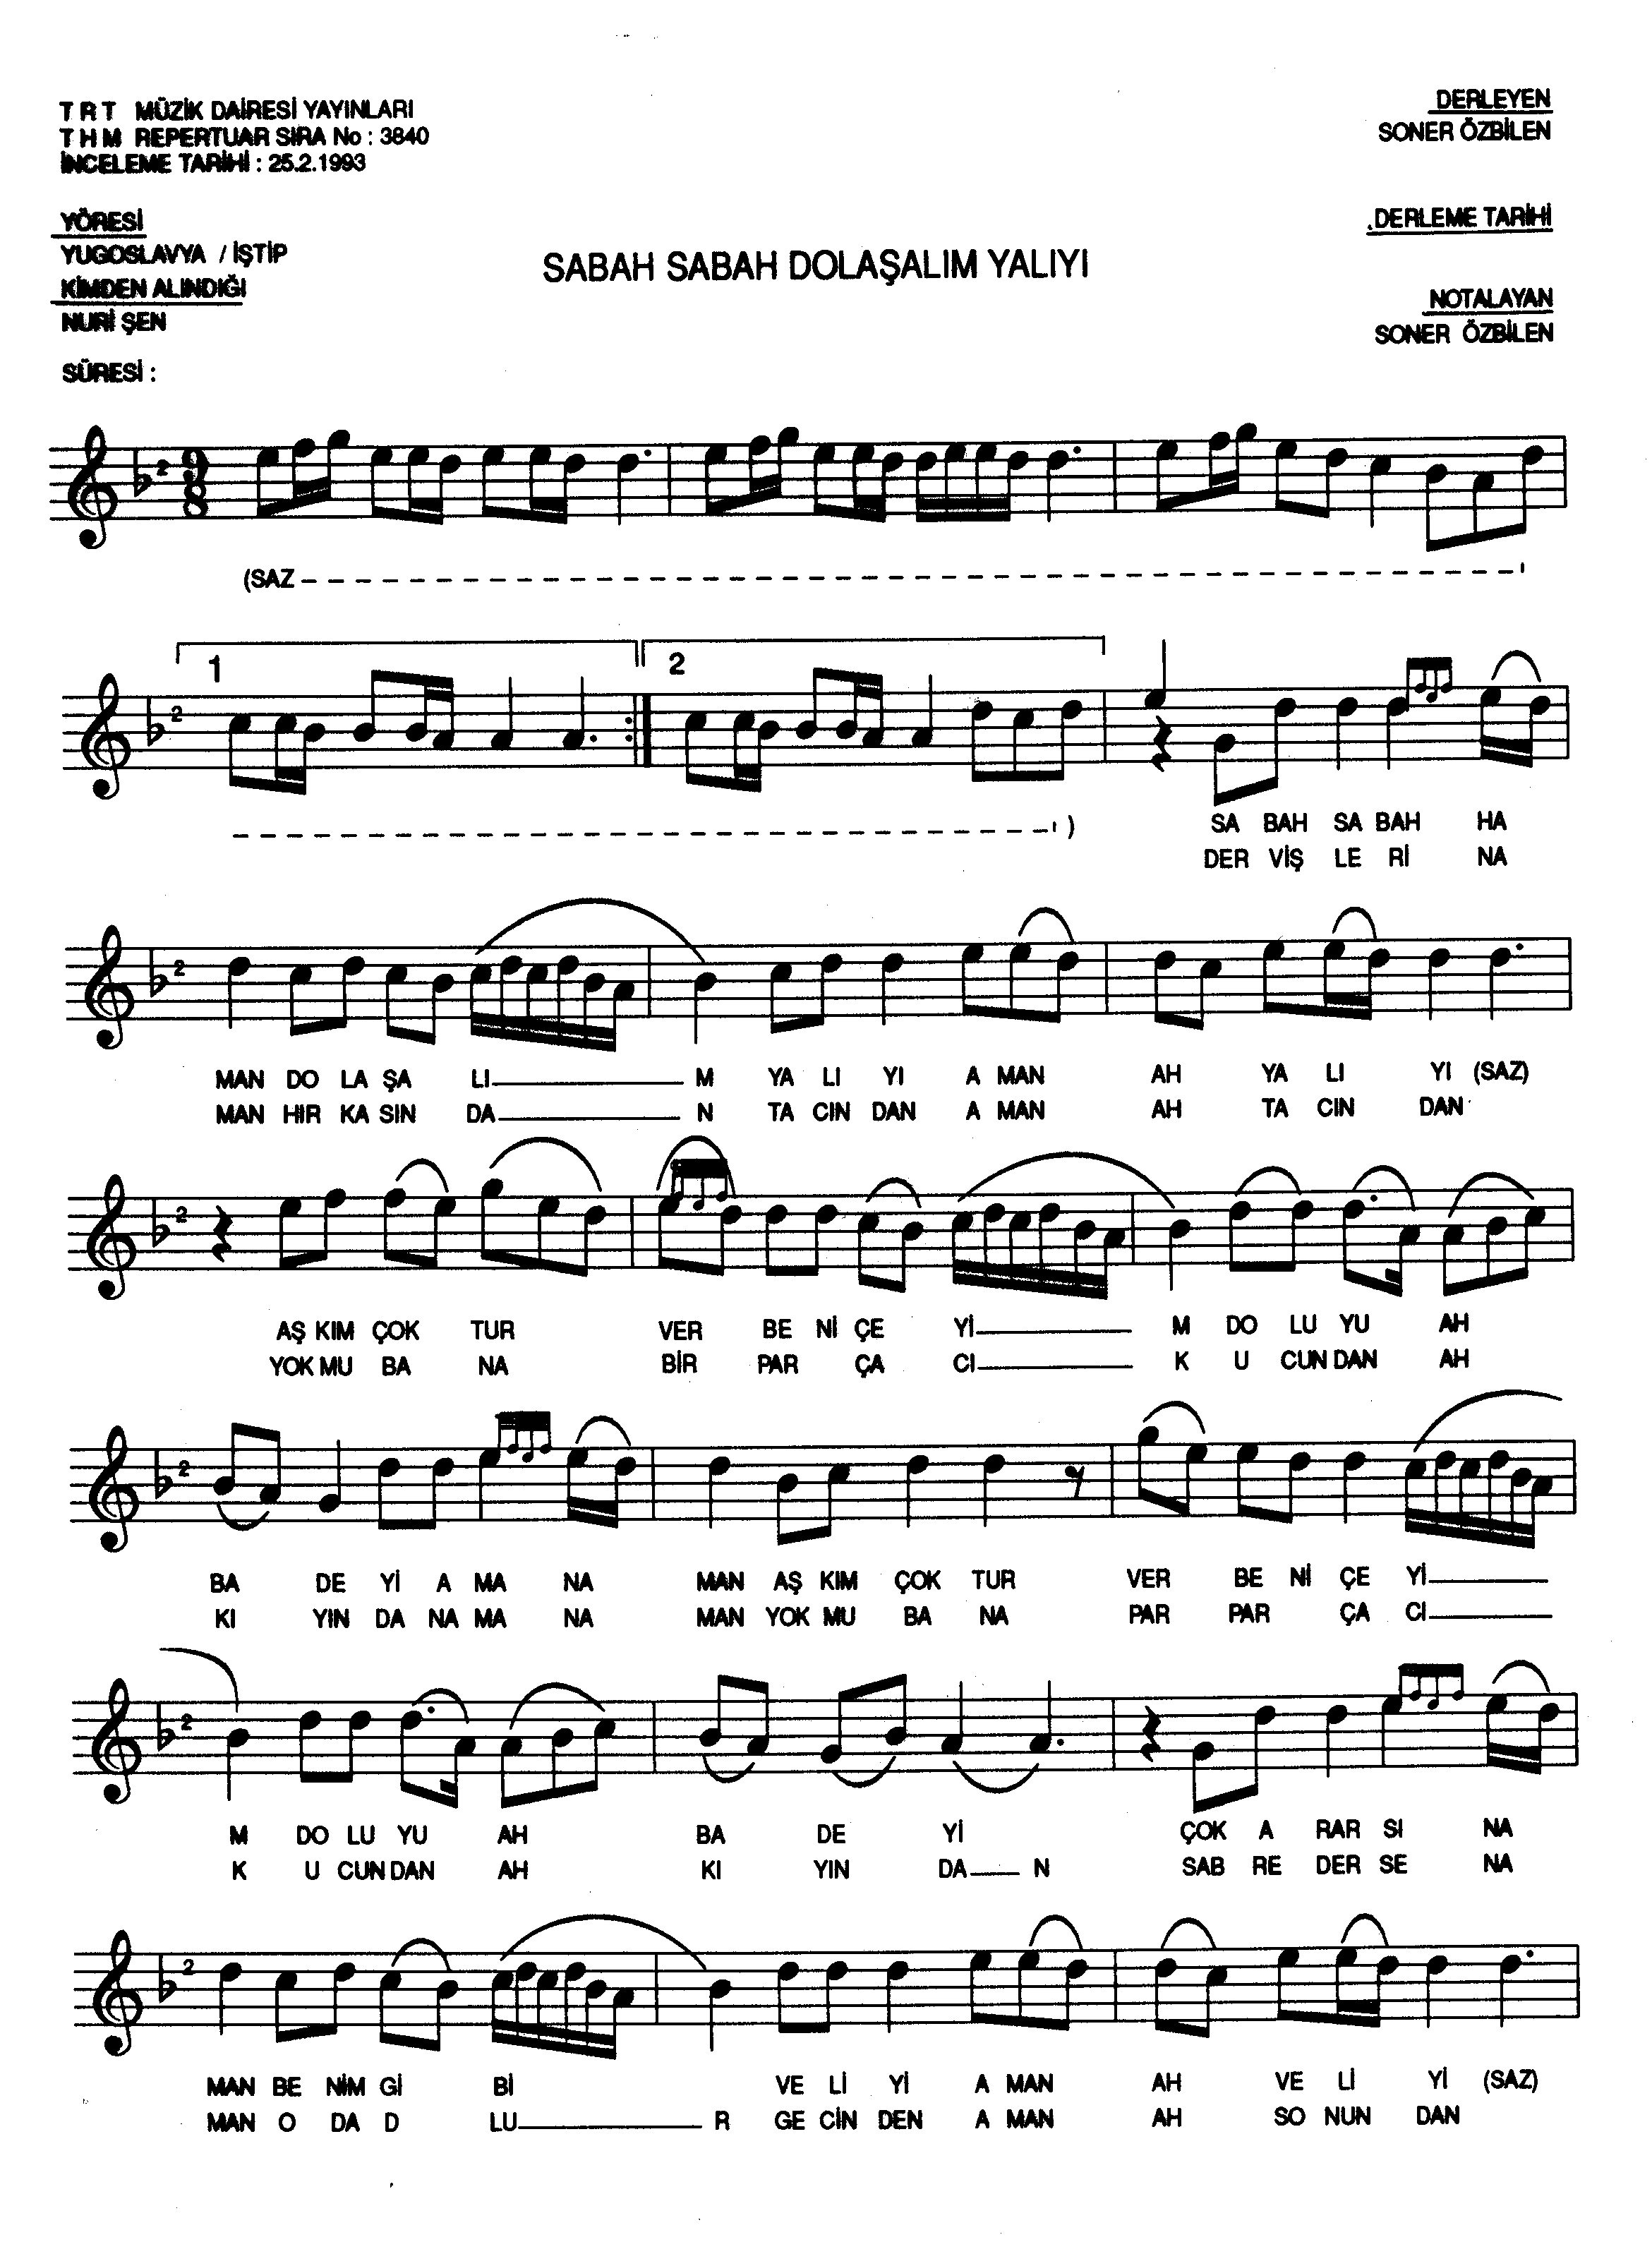 T R T MÜZİK DAİRESİ YAYINLARI
T H M REPERTUAR SIRA No : 3840
İNCELEME TARİHİ : 25.2.1993
DERLEYEN
SONER ÖZBİLEN
YÖRESİ
YUGOSLAVYA / İŞTİP
KİMDEN ALINDIĞI
NURİ ŞEN
SÜRESİ :
SABAH SABAH DOLAŞALIM YALIYI
DERLEME TARİHİ
NOTALAYAN
SONER ÖZBİLEN
2 9 8
(SAZ
1 2
2
)
SA BAH SA BAH HA
DER VİŞ LE Rİ NA
2
MAN DO LA ŞA LI M YA LI YI A MAN AH YA LI YI (SAZ)
MAN HIR KA SIN DA N TA CIN DAN A MAN AH TA CIN DAN
2
AŞ KIM ÇOK TUR VER BE Nİ ÇE Yİ M DO LU YU AH
YOK MU BA NA BİR PAR ÇA CI K U CUN DAN AH
2
BA DE Yİ A MA NA MAN AŞ KIM ÇOK TUR VER BE Nİ ÇE Yİ
KI YIN DA NA MA NA MAN YOK MU BA NA PAR PAR ÇA CI
2
M DO LU YU AH BA DE Yİ ÇOK A RAR SI NA
K U CUN DAN AH KI YIN DA N SAB RE DER SE NA
2
MAN BE NİM Gİ Bİ VE Lİ Yİ A MAN AH VE Lİ Yİ (SAZ)
MAN O DA D LU R GE CİN DEN A MAN AH SO NUN DAN